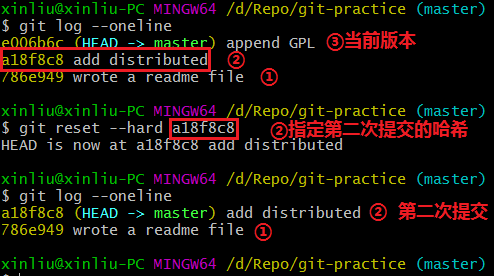 xinliu@xinliu-PC MINGW64 /d/Repo/git-practice (master)
$ git log --oneline
e006b6c (HEAD -> master) append GPL ③当前版本
a18f8c8 add distributed ②
786e949 wrote a readme file ①
xinliu@xinliu-PC MINGW64 /d/Repo/git-practice (master)
$ git reset --hard a18f8c8 ②指定第二次提交的哈希
HEAD is now at a18f8c8 add distributed
xinliu@xinliu-PC MINGW64 /d/Repo/git-practice (master)
$ git log --oneline
a18f8c8 (HEAD -> master) add distributed ② 第二次提交
786e949 wrote a readme file ①
xinliu@xinliu-PC MINGW64 /d/Repo/git-practice (master)